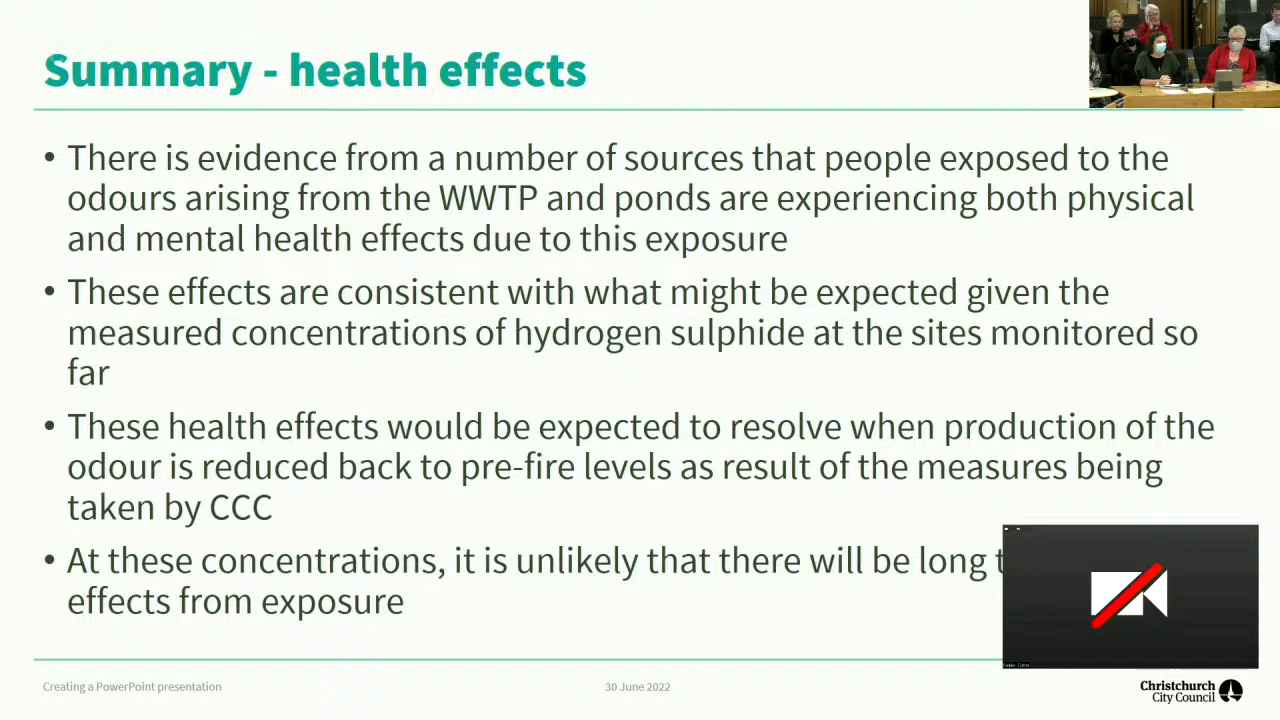 Summary - health effects
• There is evidence from a number of sources that people exposed to the
odours arising from the WWTP and ponds are experiencing both physical
and mental health effects due to this exposure
• These effects are consistent with what might be expected given the
measured concentrations of hydrogen sulphide at the sites monitored so
far
• These health effects would be expected to resolve when production of the
odour is reduced back to pre-fire levels as result of the measures being
taken by CCC
• At these concentrations, it is unlikely that there will be long
effects from exposure
Creating a PowerPoint presentation
30 June 2022
Christchurch
City Council